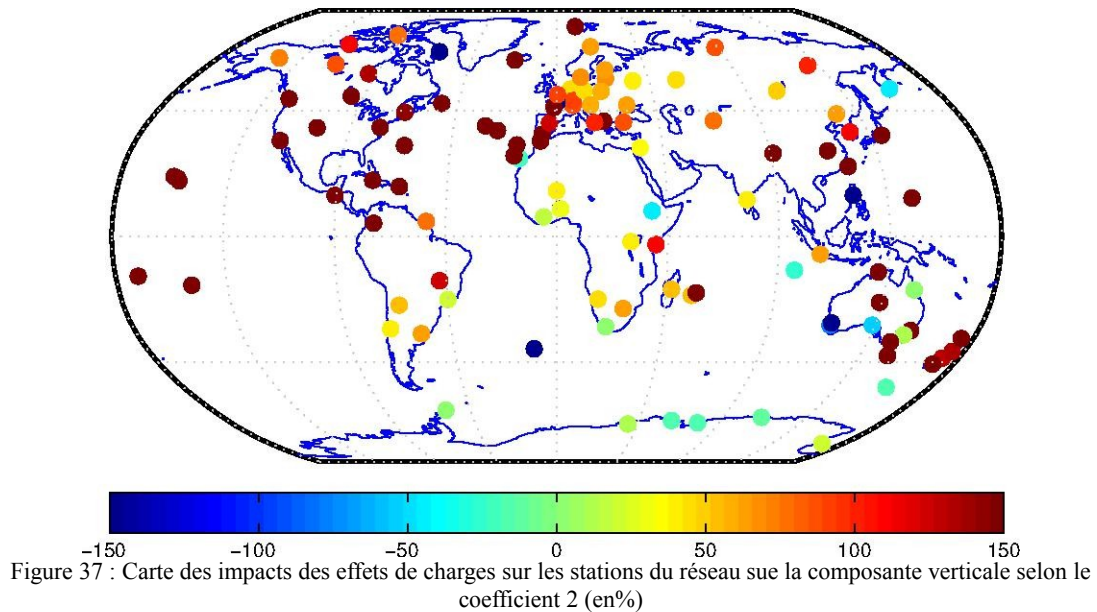 −150 −100 −50 0 50 100 150
Figure 37 : Carte des impacts des effets de charges sur les stations du réseau sue la composante verticale selon le
coefficient 2 (en%)